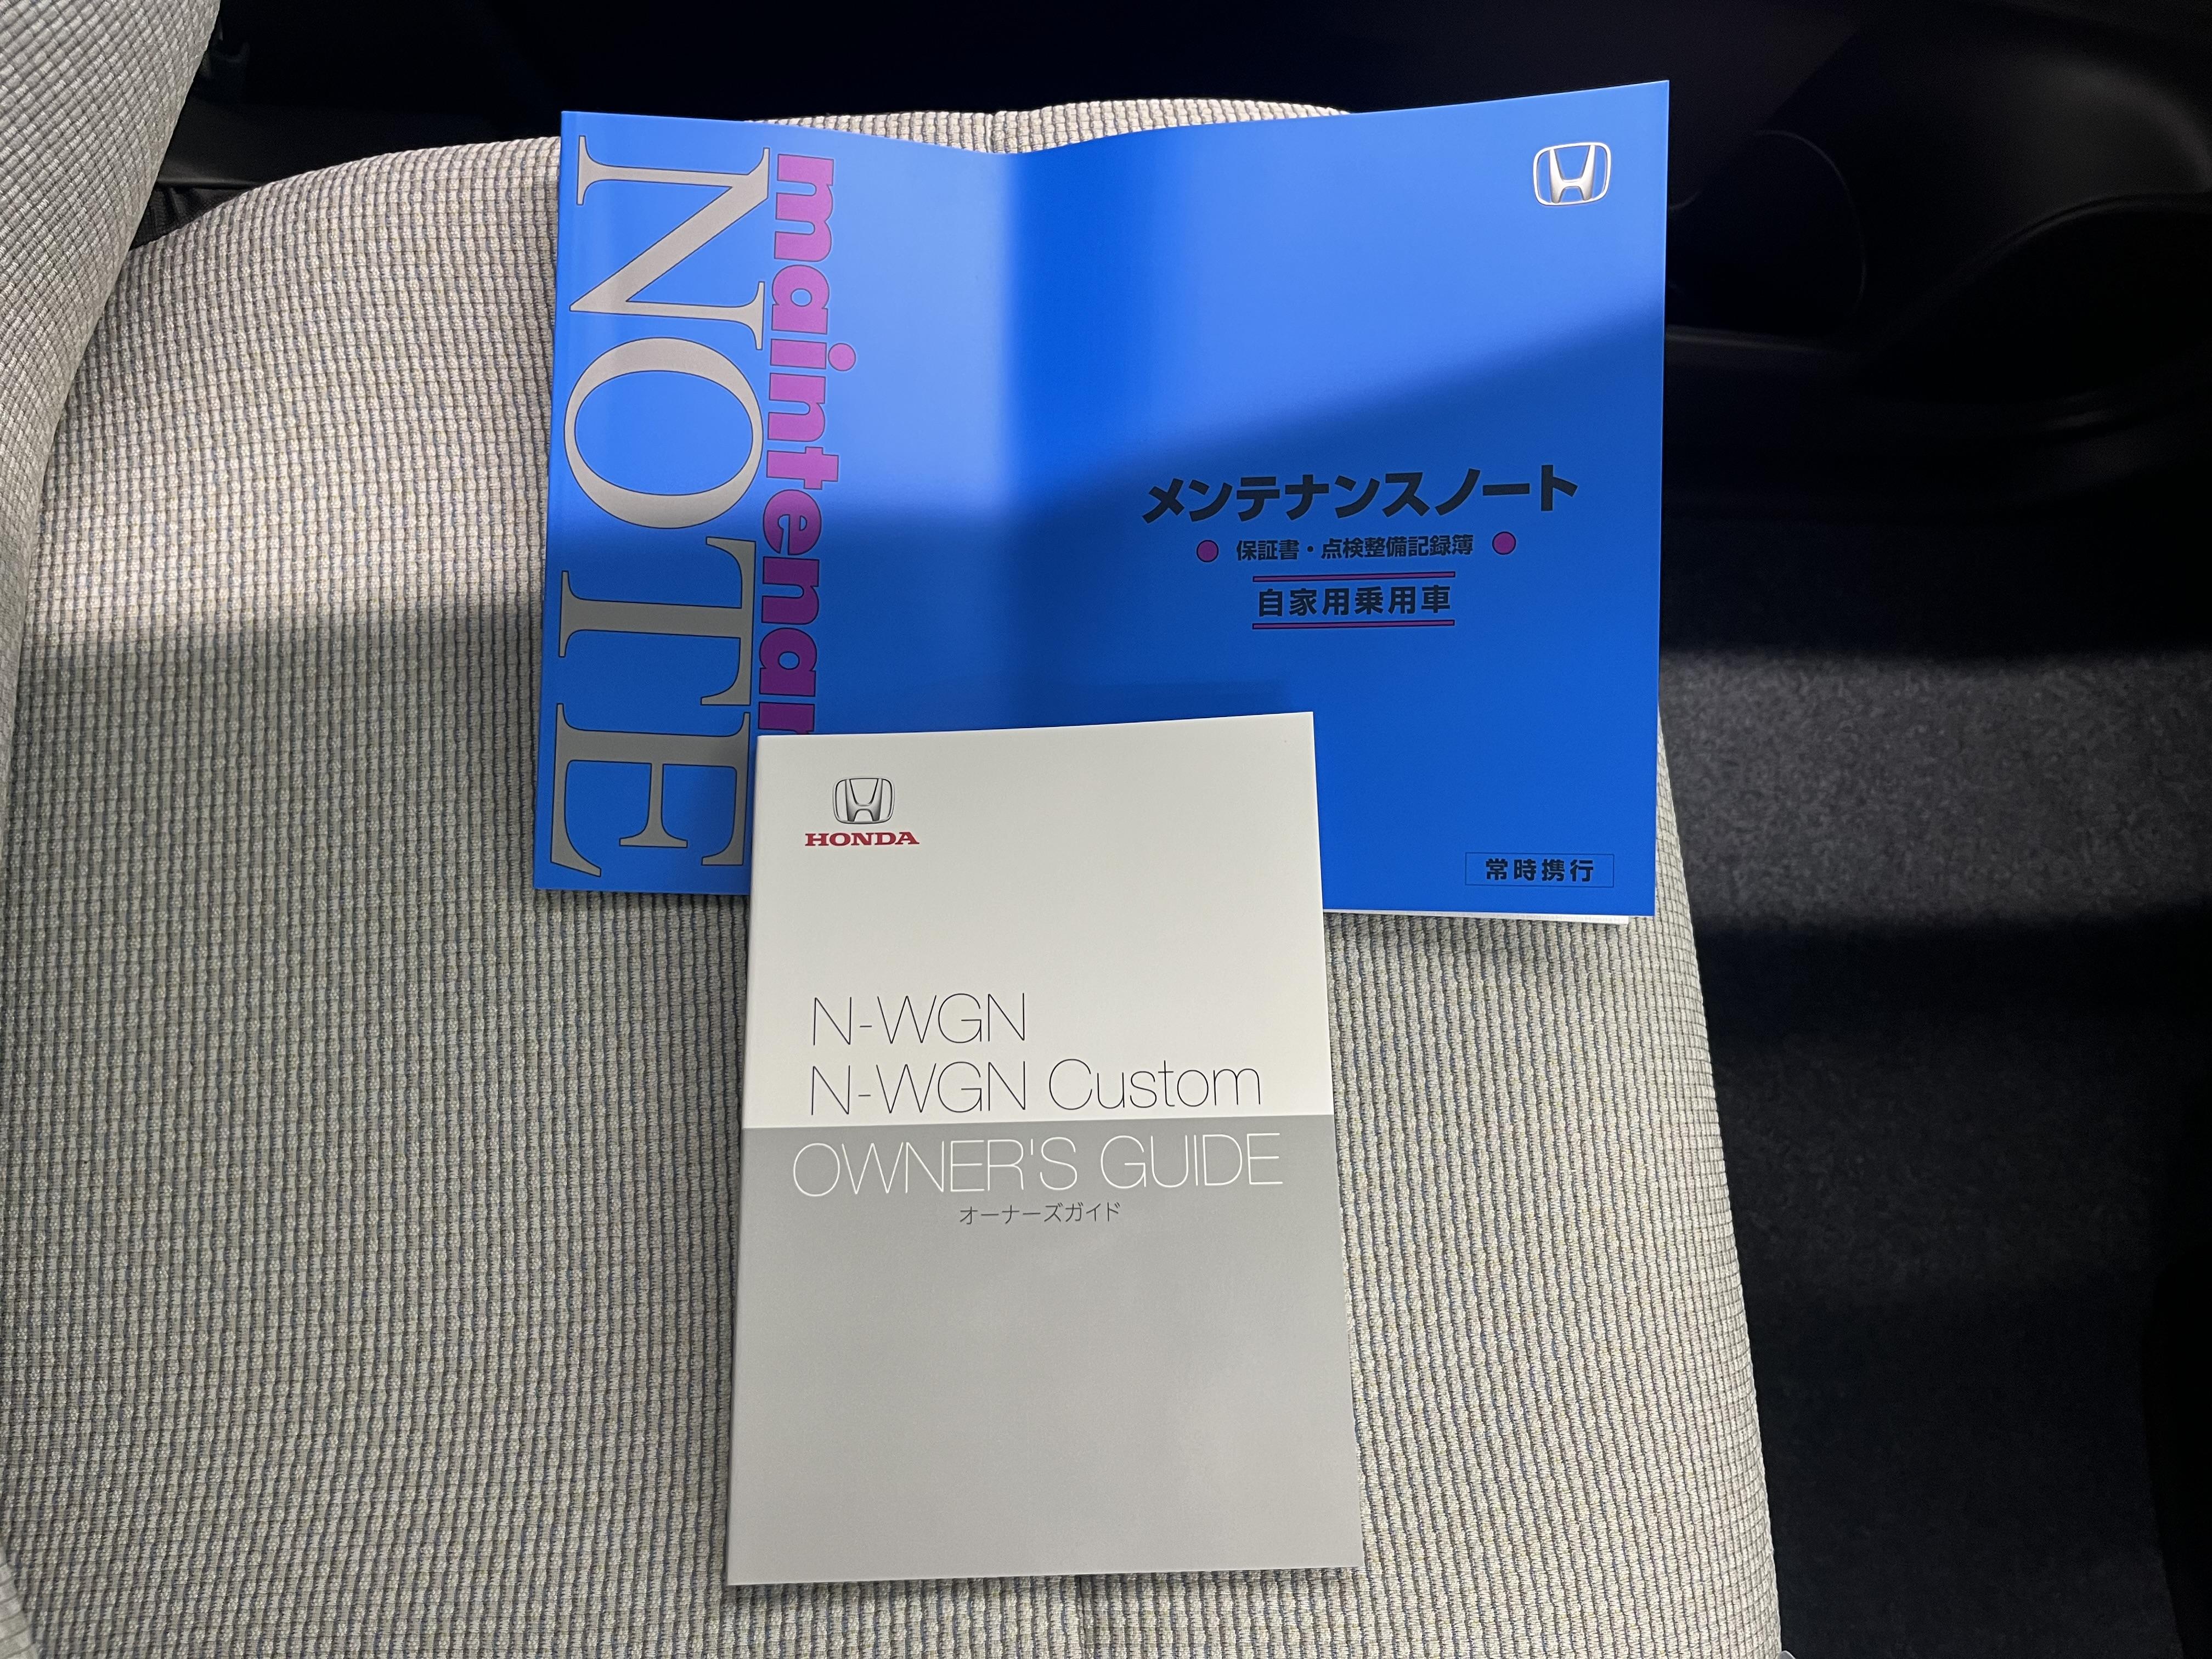 NOTE
メンテナンスノート
● 保証書・点検整備記録簿 ●
自家用乗用車
常時携行
HONDA
N-WGN
N-WGN Custom
OWNER'S GUIDE
オーナーズガイド